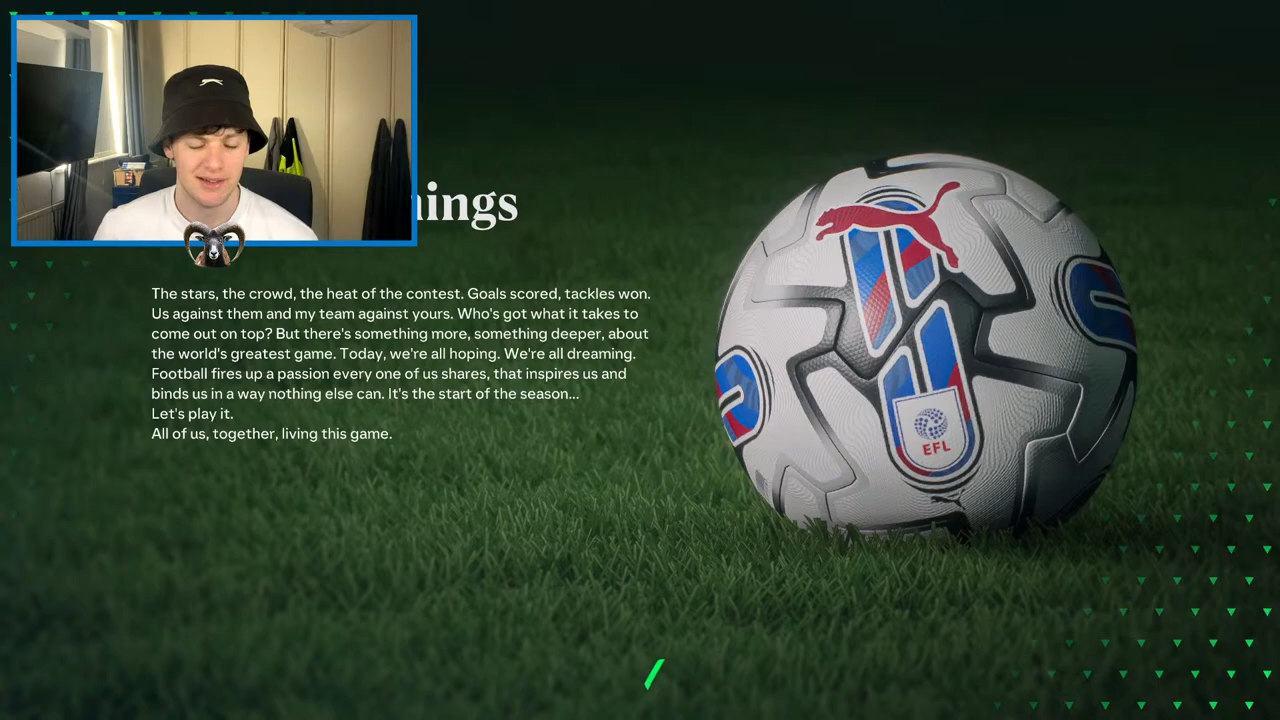 The stars, the crowd, the heat of the contest. Goals scored, tackles won.
Us against them and my team against yours. Who's got what it takes to
come out on top? But there's something more, something deeper, about
the world's greatest game. Today, we're all hoping. We're all dreaming.
Football fires up a passion every one of us shares, that inspires us and
binds us in a way nothing else can. It's the start of the season...
Let's play it.
All of us, together, living this game.
EFL